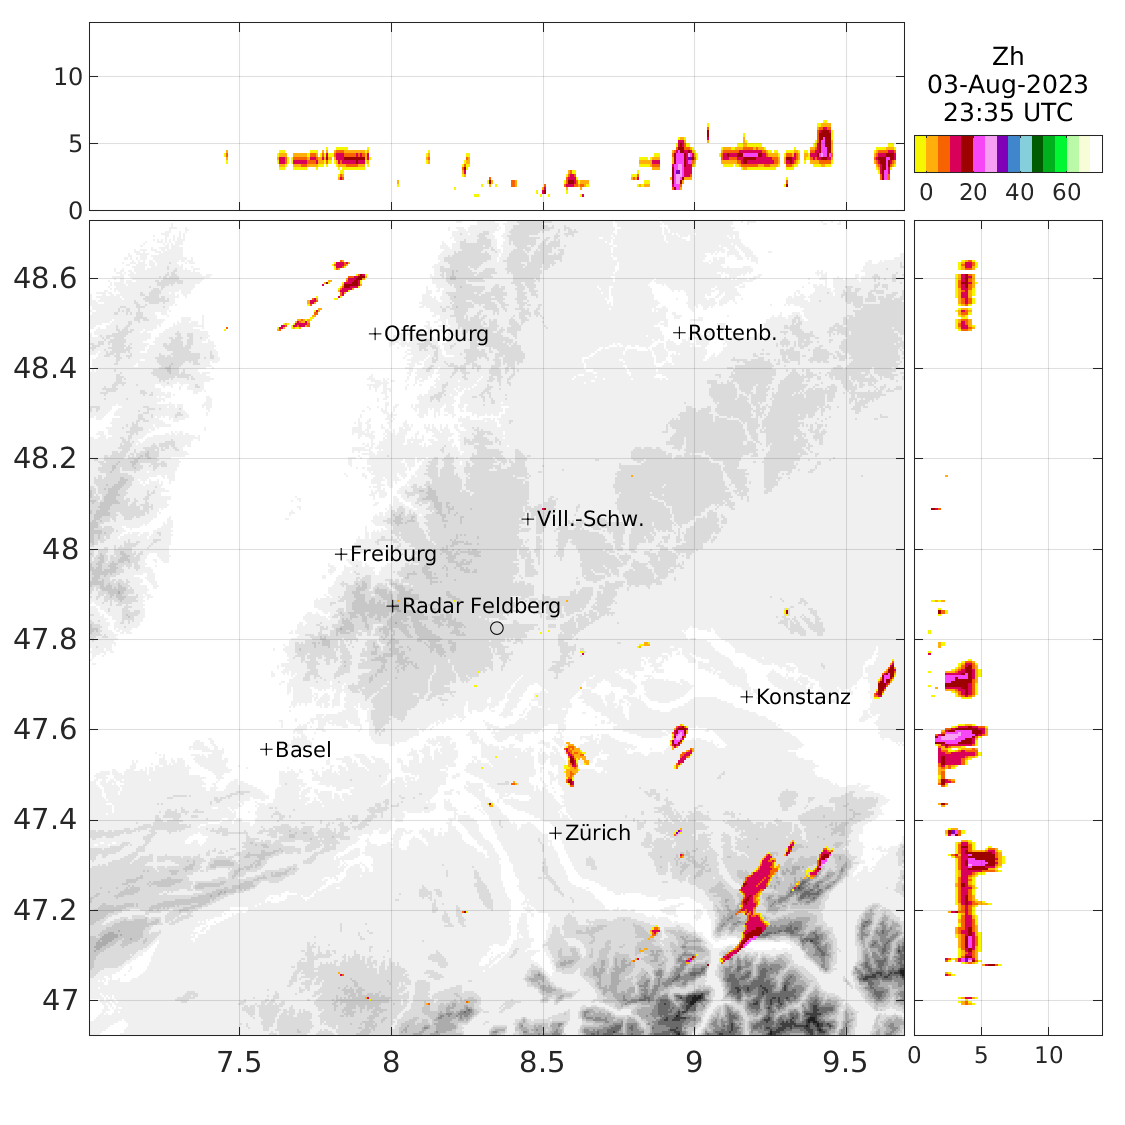 10
5
0
Zh
03-Aug-2023
23:35 UTC
0 20 40 60
48.6
48.4
48.2
48
47.8
47.6
47.4
47.2
47
Offenburg
Rottenb.
Vill.-Schw.
Freiburg
Radar Feldberg
Konstanz
Basel
Zürich
7.5 8 8.5 9 9.5
0 5 10